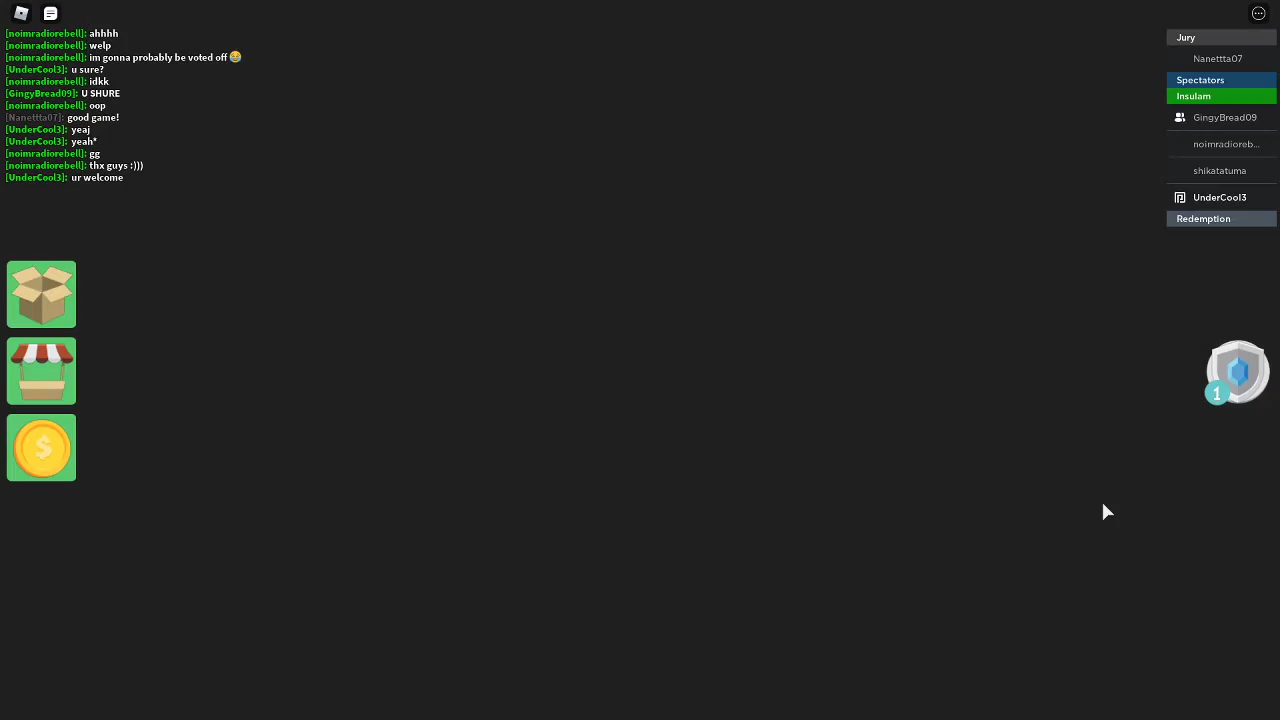 [noimradiorebell]: ahhhh
[noimradiorebell]: welp
[noimradiorebell]: im gonna probably be voted off 😂
[UnderCool3]: u sure?
[noimradiorebell]: idkk
[GingyBread09]: U SHURE
[noimradiorebell]: oop
[Nanettta07]: good game!
[UnderCool3]: yeaj
[UnderCool3]: yeah*
[noimradiorebell]: gg
[noimradiorebell]: thx guys :)))
[UnderCool3]: ur welcome
Jury
Nanettta07
Spectators
Insulam
GingyBread09
noimradioreb...
shikatatuma
UnderCool3
Redemption
$
1